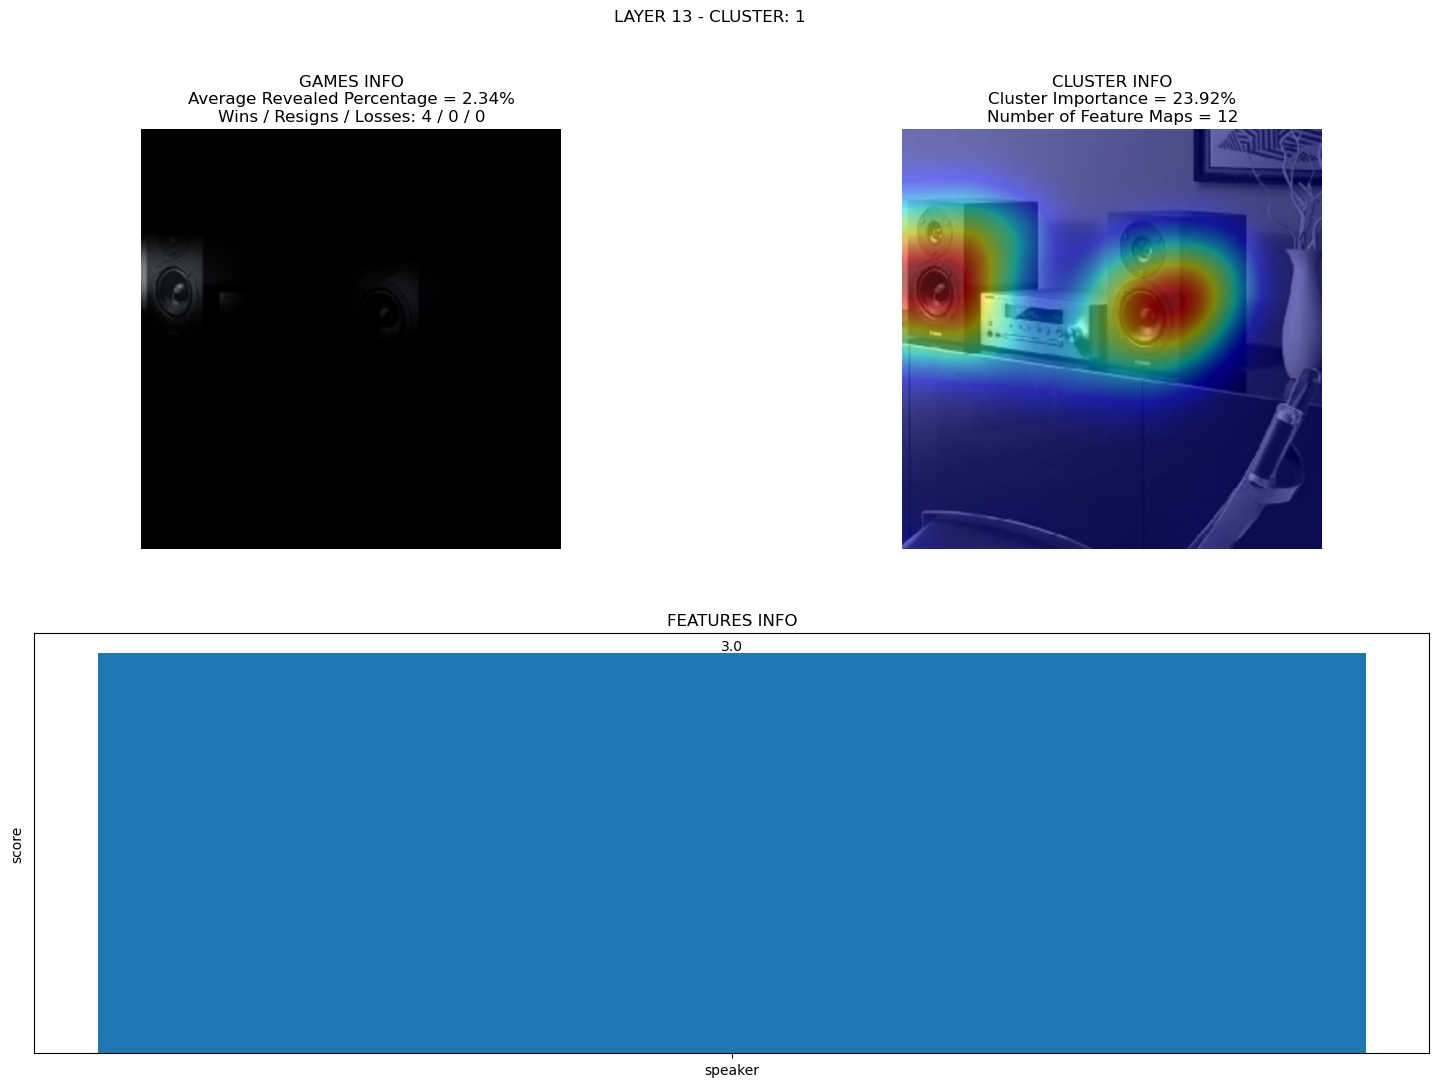 LAYER 13 - CLUSTER: 1
GAMES INFO
Average Revealed Percentage = 2.34%
Wins / Resigns / Losses: 4 / 0 / 0
CLUSTER INFO
Cluster Importance = 23.92%
Number of Feature Maps = 12
FEATURES INFO
3.0
score
speaker